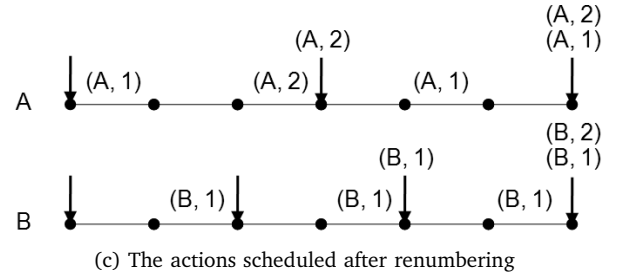 (A, 2)
(A, 2) (A, 1)
(A, 1) (A, 2) (A, 1)
A
(B, 2)
(B, 1) (B, 1)
(B, 1) (B, 1) (B, 1)
B
(c) The actions scheduled after renumbering